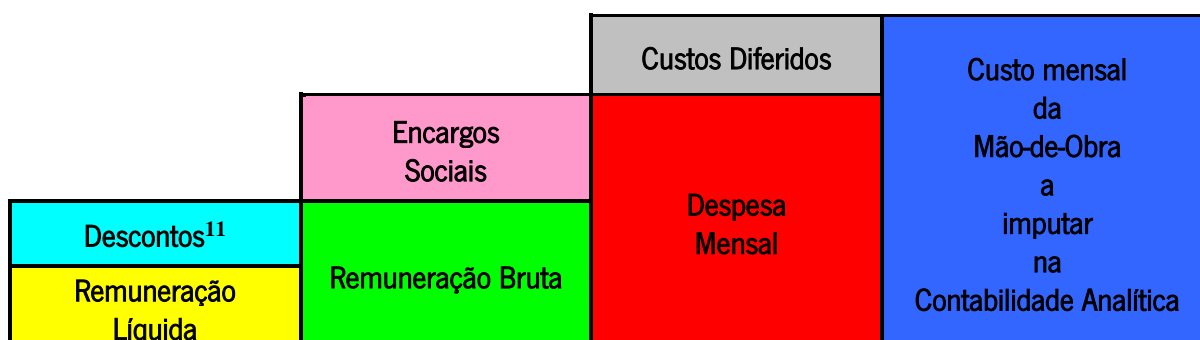 Custos Diferidos
Custo mensal
da
Mão-de-Obra
a
imputar
na
Contabilidade Analítica
Encargos
Sociais
Despesa
Mensal
Descontos¹¹
Remuneração Bruta
Remuneração
Líquida